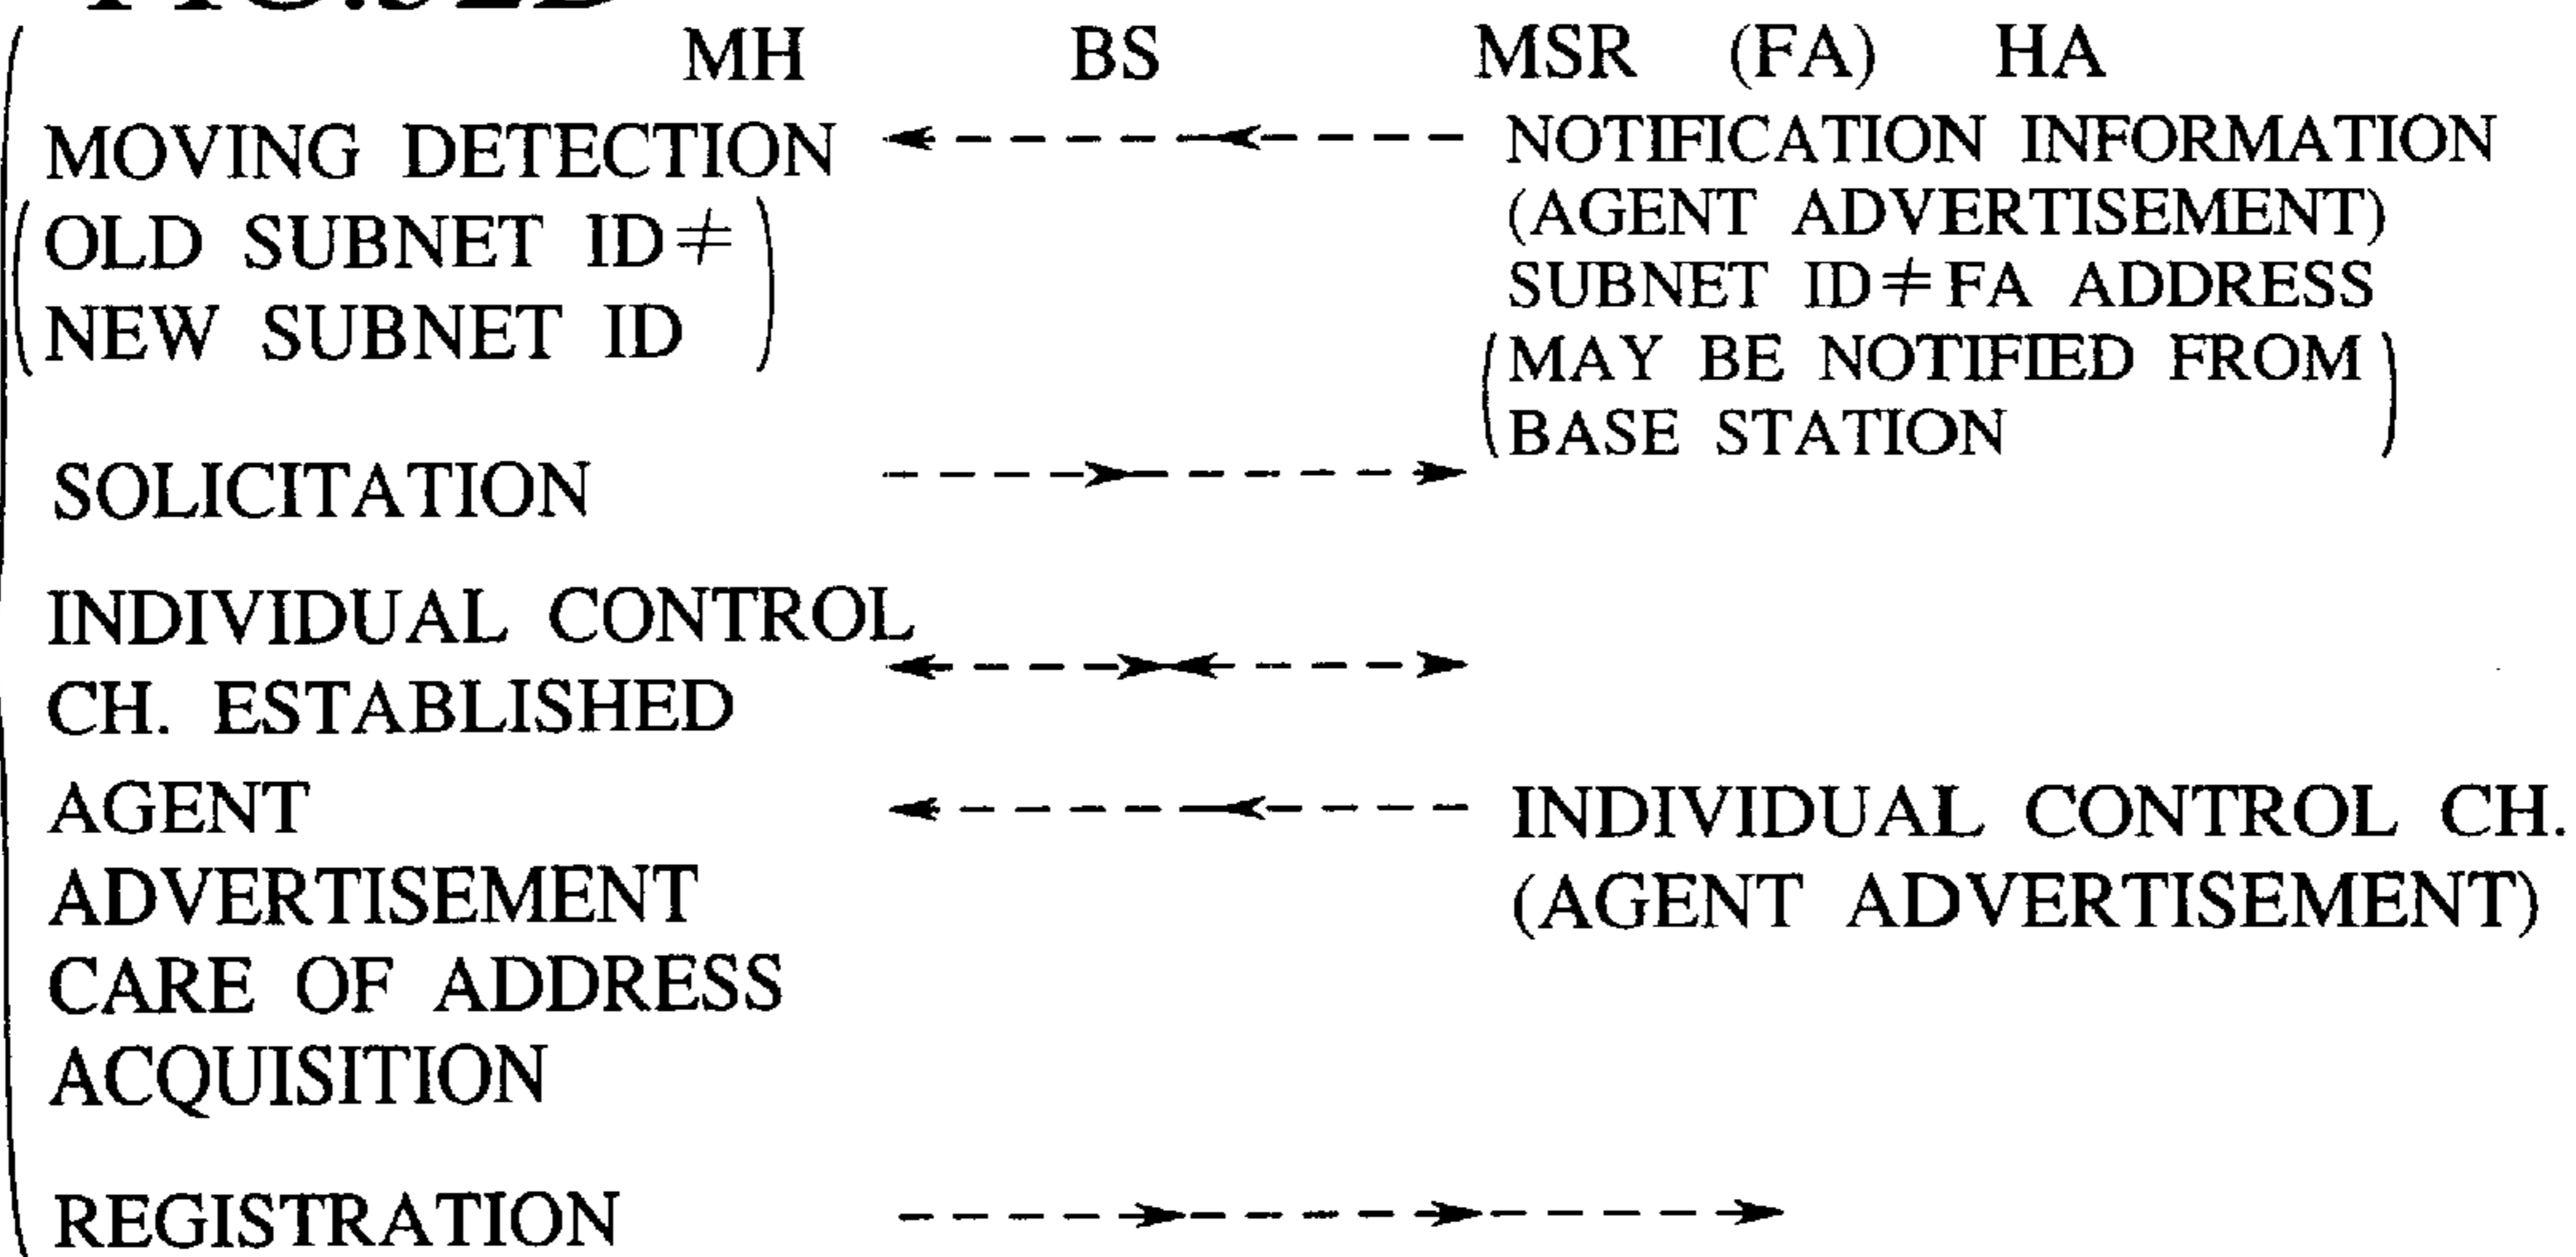 MH BS MSR (FA) HA
MOVING DETECTION
(OLD SUBNET ID≠
NEW SUBNET ID)
NOTIFICATION INFORMATION
(AGENT ADVERTISEMENT)
SUBNET ID≠FA ADDRESS
(MAY BE NOTIFIED FROM
BASE STATION)
SOLICITATION
INDIVIDUAL CONTROL
CH. ESTABLISHED
AGENT
ADVERTISEMENT
CARE OF ADDRESS
ACQUISITION
INDIVIDUAL CONTROL CH.
(AGENT ADVERTISEMENT)
REGISTRATION